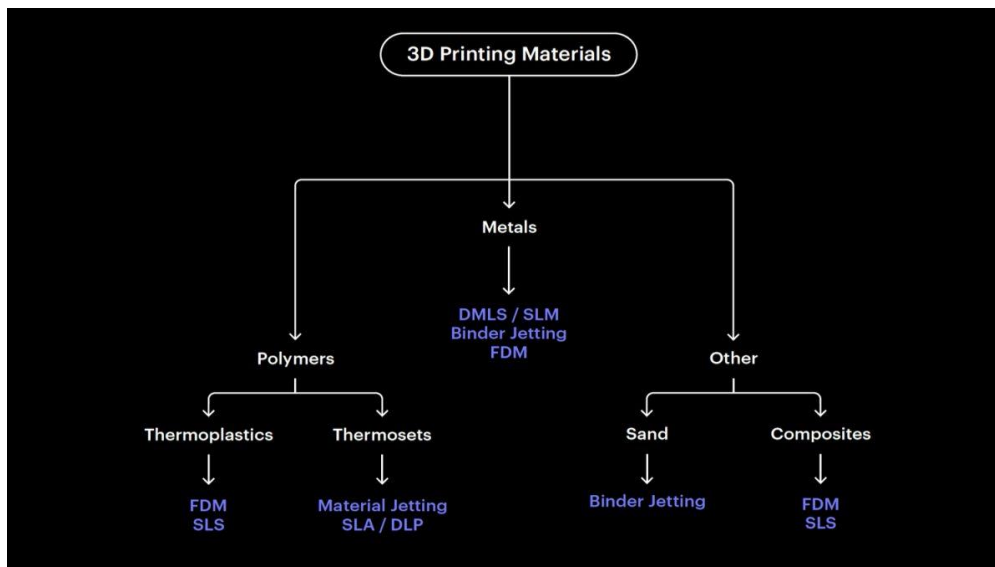 3D Printing Materials
Metals
DMLS / SLM
Binder Jetting
FDM
Polymers
Other
Thermoplastics
Thermosets
Sand
Composites
FDM
SLS
Material Jetting
SLA / DLP
Binder Jetting
FDM
SLS